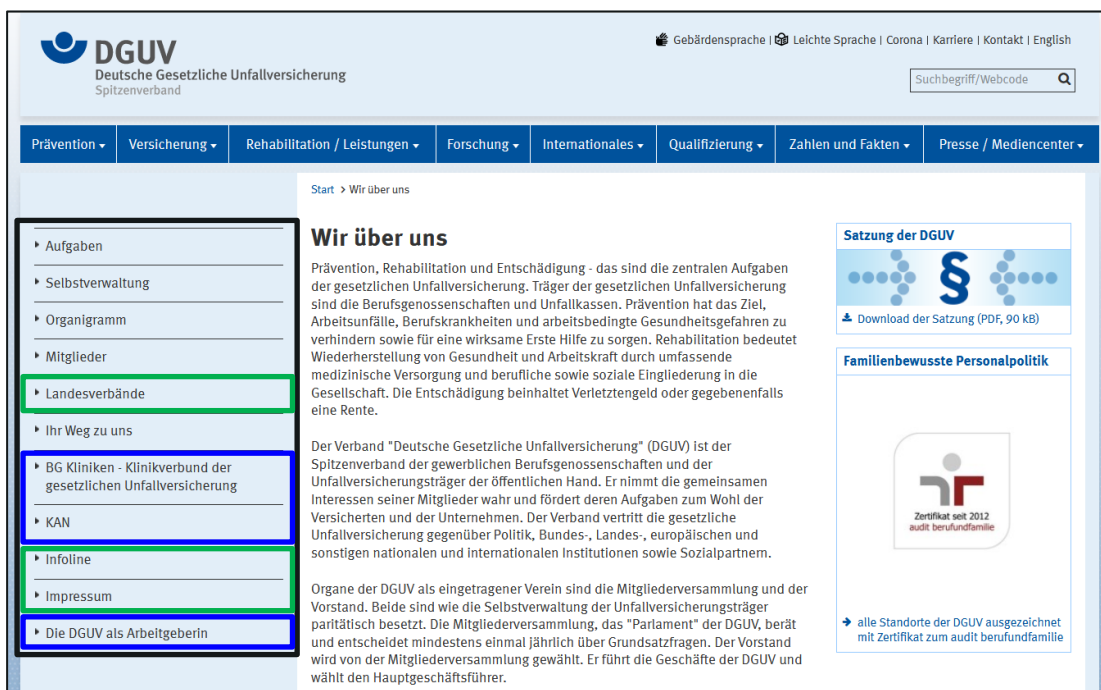 DGUV
Deutsche Gesetzliche Unfallversicherung
Spitzenverband
Gebärdensprache | Leichte Sprache | Corona | Karriere | Kontakt | English
Suchbegriff/Webcode
Prävention Versicherung Rehabilitation / Leistungen Forschung Internationales Qualifizierung Zahlen und Fakten Presse / Mediencenter
Start > Wir über uns
Aufgaben
Selbstverwaltung
Organigramm
Mitglieder
Landesverbände
Ihr Weg zu uns
BG Kliniken - Klinikverbund der
gesetzlichen Unfallversicherung
KAN
Infoline
Impressum
Die DGUV als Arbeitgeberin
Wir über uns
Prävention, Rehabilitation und Entschädigung - das sind die zentralen Aufgaben
der gesetzlichen Unfallversicherung. Träger der gesetzlichen Unfallversicherung
sind die Berufsgenossenschaften und Unfallkassen. Prävention hat das Ziel,
Arbeitsunfälle, Berufskrankheiten und arbeitsbedingte Gesundheitsgefahren zu
verhindern sowie für eine wirksame Erste Hilfe zu sorgen. Rehabilitation bedeutet
Wiederherstellung von Gesundheit und Arbeitskraft durch umfassende
medizinische Versorgung und berufliche sowie soziale Eingliederung in die
Gesellschaft. Die Entschädigung beinhaltet Verletztengeld oder gegebenenfalls
eine Rente.
Der Verband "Deutsche Gesetzliche Unfallversicherung" (DGUV) ist der
Spitzenverband der gewerblichen Berufsgenossenschaften und der
Unfallversicherungsträger der öffentlichen Hand. Er nimmt die gemeinsamen
Interessen seiner Mitglieder wahr und fördert deren Aufgaben zum Wohl der
Versicherten und der Unternehmen. Der Verband vertritt die gesetzliche
Unfallversicherung gegenüber Politik, Bundes-, Landes-, europäischen und
sonstigen nationalen und internationalen Institutionen sowie Sozialpartnern.
Organe der DGUV als eingetragener Verein sind die Mitgliederversammlung und der
Vorstand. Beide sind wie die Selbstverwaltung der Unfallversicherungsträger
paritätisch besetzt. Die Mitgliederversammlung, das "Parlament" der DGUV, berät
und entscheidet mindestens einmal jährlich über Grundsatzfragen. Der Vorstand
wird von der Mitgliederversammlung gewählt. Er führt die Geschäfte der DGUV und
wählt den Hauptgeschäftsführer.
Satzung der DGUV
§
Download der Satzung (PDF, 90 kB)
Familienbewusste Personalpolitik
Zertifikat seit 2012
audit berufundfamilie
alle Standorte der DGUV ausgezeichnet
mit Zertifikat zum audit berufundfamilie